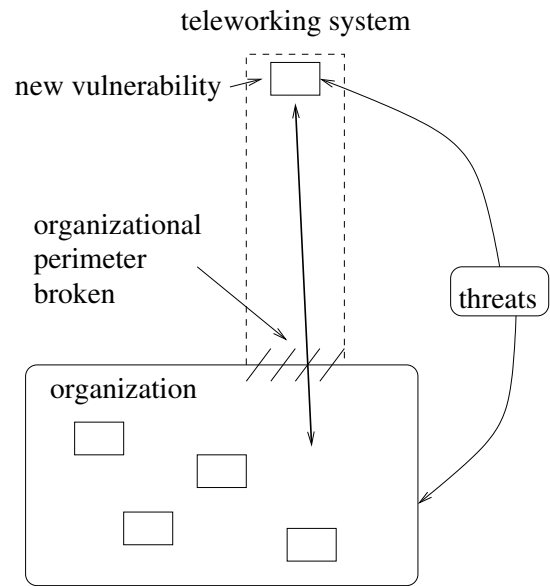 teleworking system
new vulnerability
organizational
perimeter
broken
threats
organization